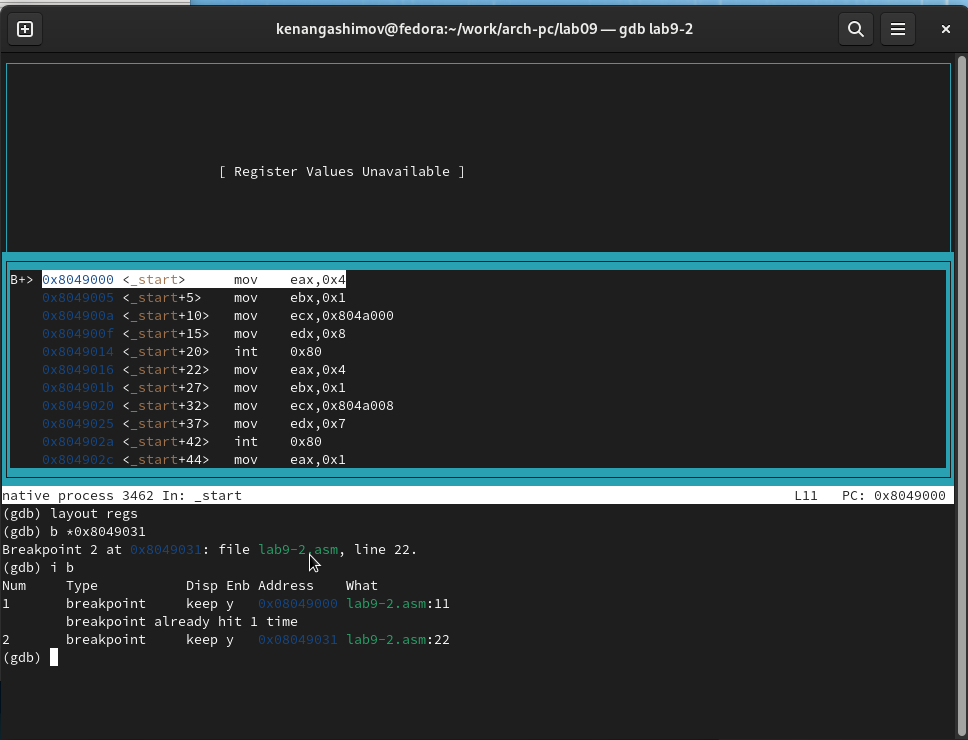 kenangashimov@fedora:~/work/arch-pc/lab09 — gdb lab9-2
[ Register Values Unavailable ]
B+> 0x8049000 <_start>      mov    eax,0x4
0x8049005 <_start+5>    mov    ebx,0x1
0x804900a <_start+10>   mov    ecx,0x804a000
0x804900f <_start+15>   mov    edx,0x8
0x8049014 <_start+20>   int    0x80
0x8049016 <_start+22>   mov    eax,0x4
0x804901b <_start+27>   mov    ebx,0x1
0x8049020 <_start+32>   mov    ecx,0x804a008
0x8049025 <_start+37>   mov    edx,0x7
0x804902a <_start+42>   int    0x80
0x804902c <_start+44>   mov    eax,0x1
native process 3462 In: _start                L11   PC: 0x8049000
(gdb) layout regs
(gdb) b *0x8049031
Breakpoint 2 at 0x8049031: file lab9-2.asm, line 22.
(gdb) i b
Num     Type           Disp Enb Address    What
1       breakpoint     keep y   0x08049000 lab9-2.asm:11
breakpoint already hit 1 time
2       breakpoint     keep y   0x08049031 lab9-2.asm:22
(gdb)